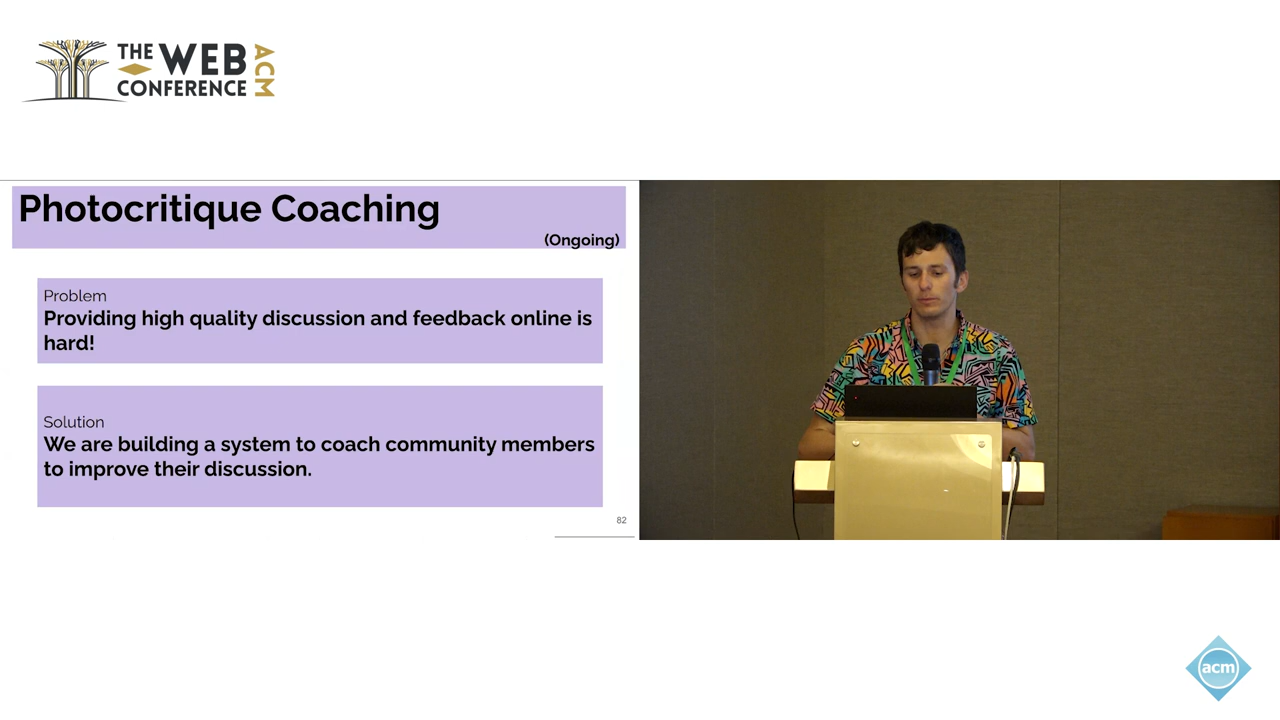 THE WEB
CONFERENCE
ACM
Photocritique Coaching
(Ongoing)
Problem
Providing high quality discussion and feedback online is
hard!
Solution
We are building a system to coach community members
to improve their discussion.
82
acm